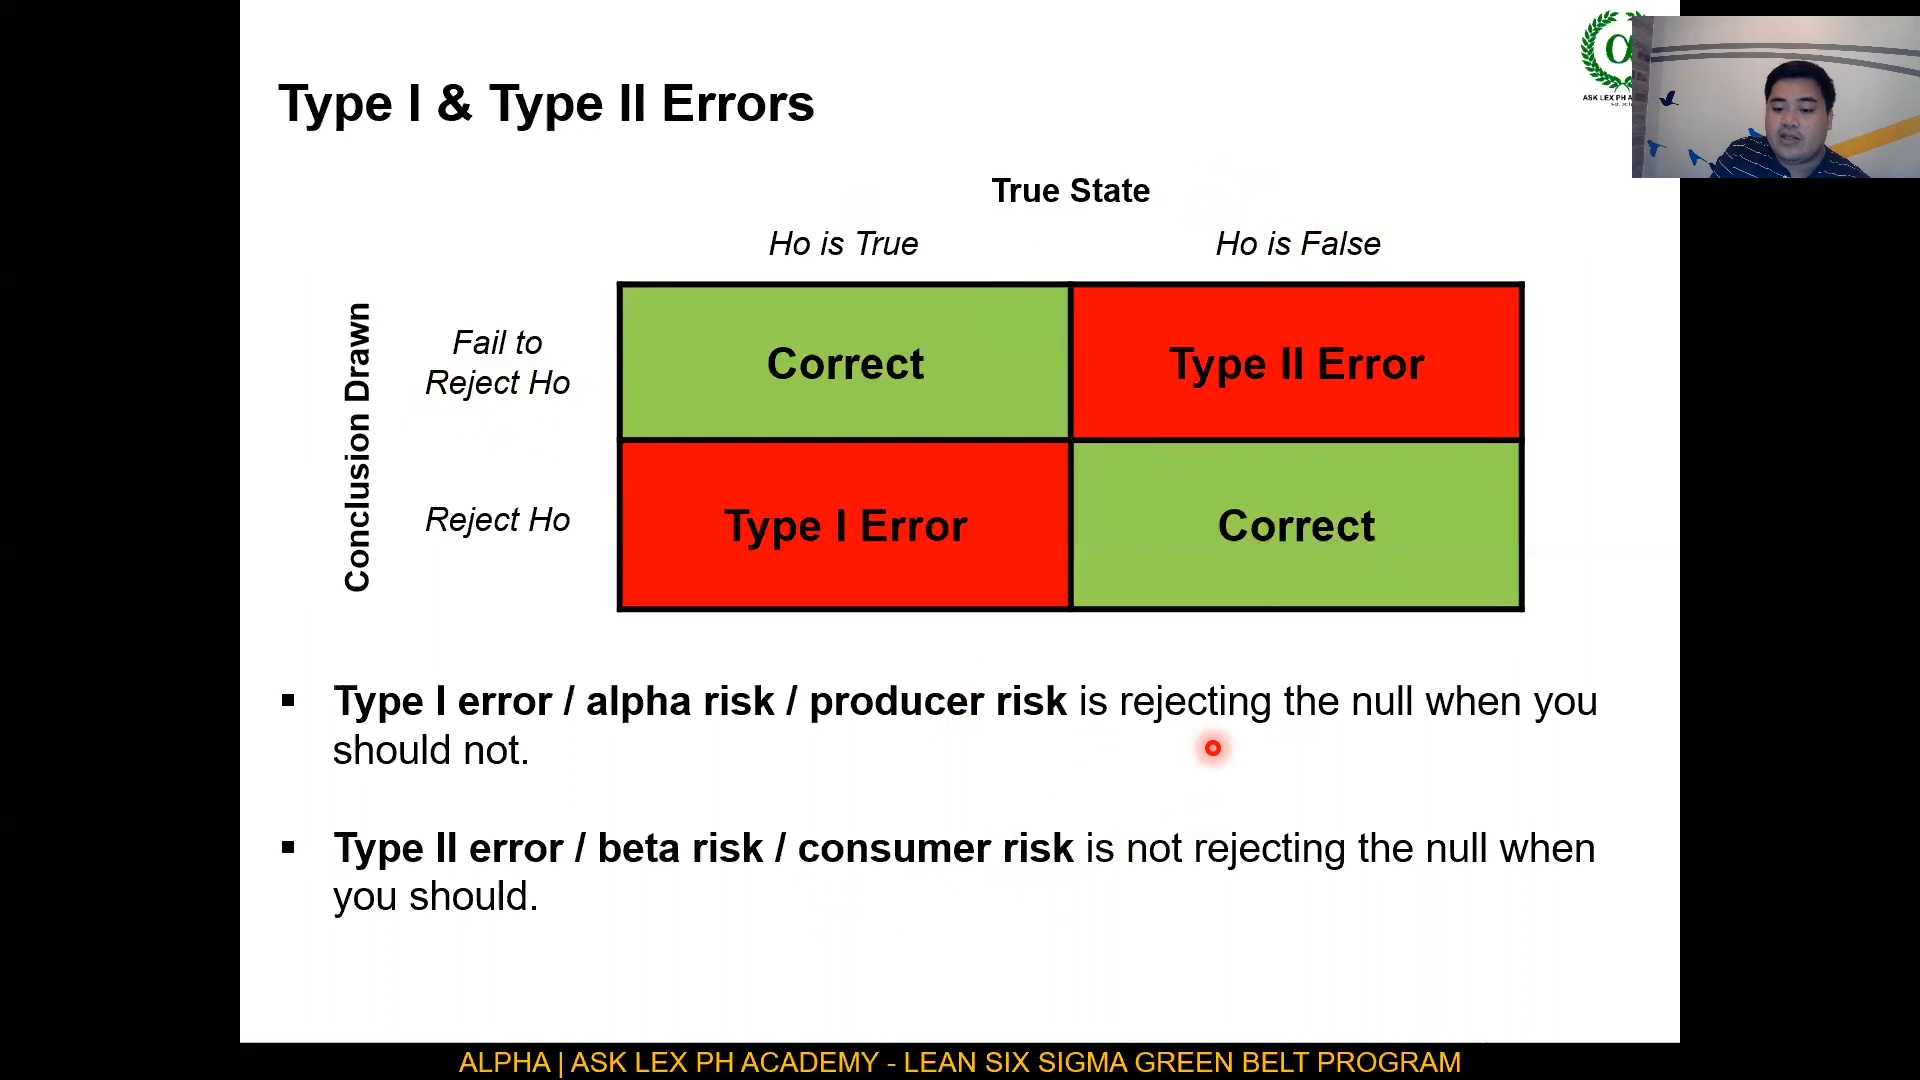 Type I & Type II Errors
ASK LEX PH A
True State
Ho is True
Ho is False
Conclusion Drawn
Fail to
Reject Ho
Correct
Type II Error
Reject Ho
Type I Error
Correct
▪ Type I error / alpha risk / producer risk is rejecting the null when you
should not.
▪ Type II error / beta risk / consumer risk is not rejecting the null when
you should.
ALPHA | ASK LEX PH ACADEMY - LEAN SIX SIGMA GREEN BELT PROGRAM